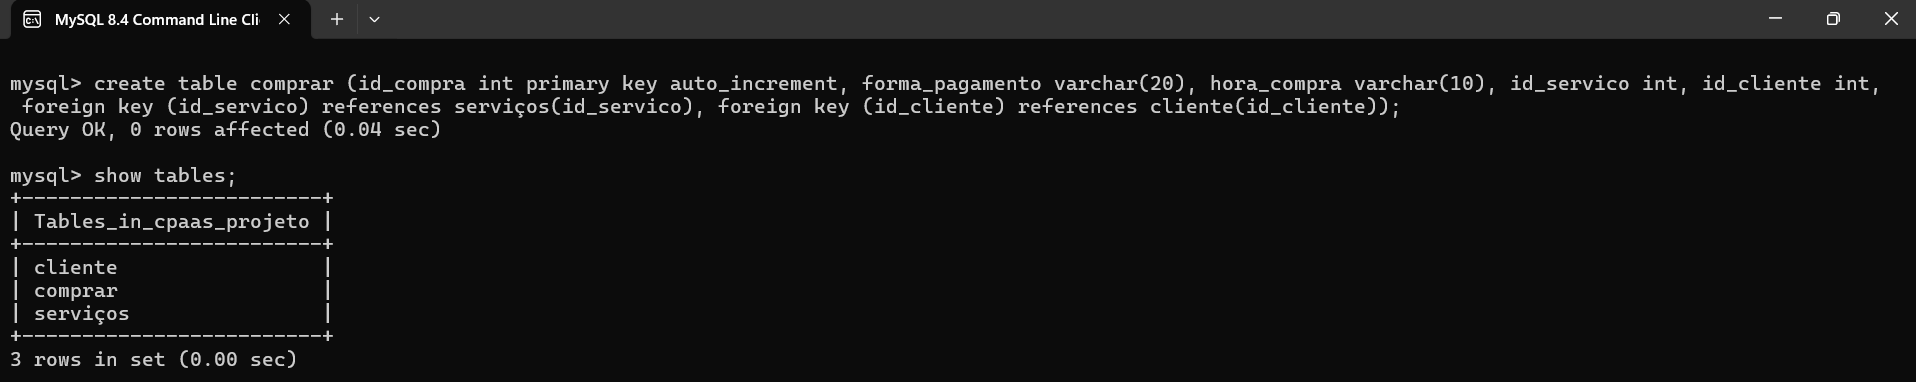 MySQL 8.4 Command Line Cli
mysql> create table comprar (id_compra int primary key auto_increment, forma_pagamento varchar(20), hora_compra varchar(10), id_servico int, id_cliente int,
 foreign key (id_servico) references serviços(id_servico), foreign key (id_cliente) references cliente(id_cliente));
Query OK, 0 rows affected (0.04 sec)
mysql> show tables;
+-------------------------+
| Tables_in_cpaas_projeto |
+-------------------------+
| cliente                 |
| comprar                 |
| serviços                |
+-------------------------+
3 rows in set (0.00 sec)